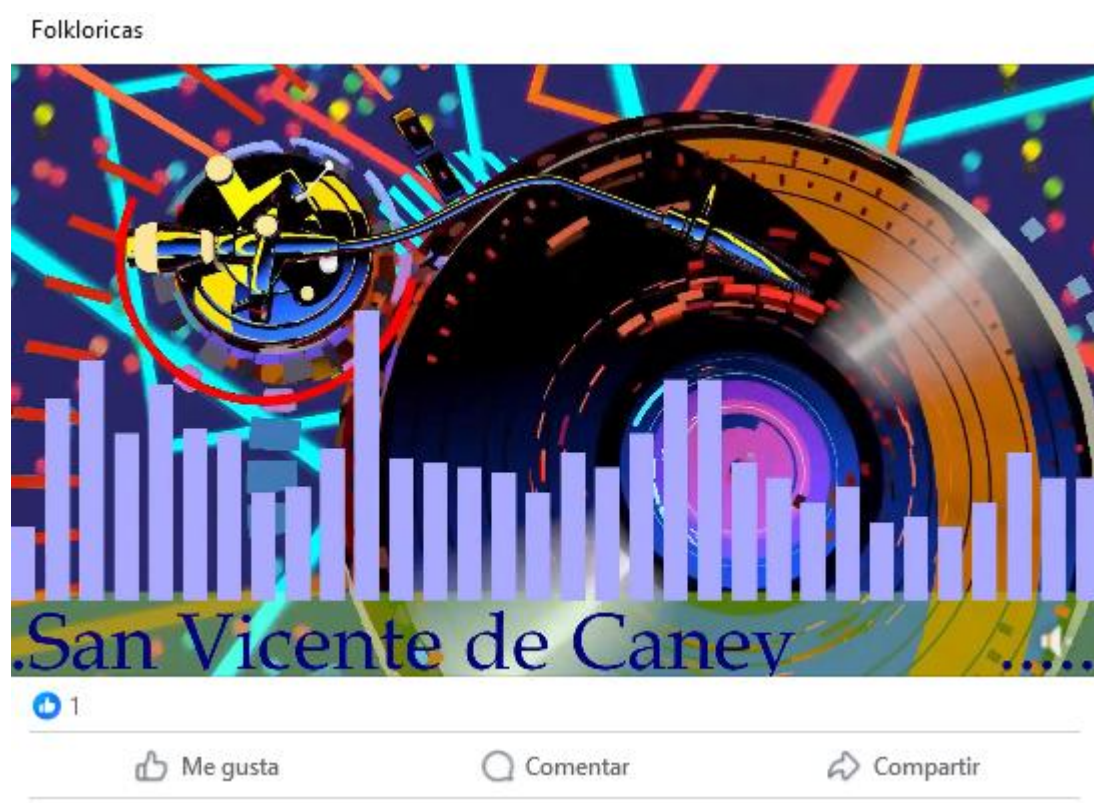 Folkloricas
.San Vicente de Caney .....
1
Me gusta Comentar Compartir